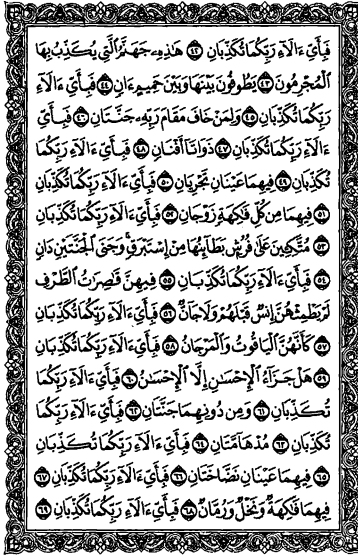 فَبِأَيِّ ءَالَآءِ رَبِّكُمَا تُكَذِّبَانِ ٤٢ هَٰذِهِۦ جَهَنَّمُ ٱلَّتِي يُكَذِّبُ بِهَا
ٱلْمُجْرِمُونَ ٤٣ يَطُوفُونَ بَيْنَهَا وَبَيْنَ حَمِيمٍ ءَانٍ ٤٤ فَبِأَيِّ ءَالَآءِ
رَبِّكُمَا تُكَذِّبَانِ ٤٥ وَلِمَنْ خَافَ مَقَامَ رَبِّهِۦ جَنَّتَانِ ٤٦ فَبِأَيِّ
ءَالَآءِ رَبِّكُمَا تُكَذِّبَانِ ٤٧ ذَوَاتَآ أَفْنَانٍ ٤٨ فَبِأَيِّ ءَالَآءِ رَبِّكُمَا
تُكَذِّبَانِ ٤٩ فِيهِمَا عَيْنَانِ تَجْرِيَانِ ٥٠ فَبِأَيِّ ءَالَآءِ رَبِّكُمَا تُكَذِّبَانِ
٥١ فِيهِمَا مِن كُلِّ فَٰكِهَةٍ زَوْجَانِ ٥٢ فَبِأَيِّ ءَالَآءِ رَبِّكُمَا تُكَذِّبَانِ
٥٣ مُتَّكِـِٔينَ عَلَىٰ فُرُشٍۭ بَطَآئِنُهَا مِنْ إِسْتَبْرَقٍ ۚ وَجَنَى ٱلْجَنَّتَيْنِ دَانٍ
٥٤ فَبِأَيِّ ءَالَآءِ رَبِّكُمَا تُكَذِّبَانِ ٥٥ فِيهِنَّ قَٰصِرَٰتُ ٱلطَّرْفِ
لَمْ يَطْمِثْهُنَّ إِنسٌ قَبْلَهُمْ وَلَا جَآنٌّ ٥٦ فَبِأَيِّ ءَالَآءِ رَبِّكُمَا تُكَذِّبَانِ
٥٧ كَأَنَّهُنَّ ٱلْيَاقُوتُ وَٱلْمَرْجَانُ ٥٨ فَبِأَيِّ ءَالَآءِ رَبِّكُمَا تُكَذِّبَانِ
٥٩ هَلْ جَزَآءُ ٱلْإِحْسَٰنِ إِلَّا ٱلْإِحْسَٰنُ ٦٠ فَبِأَيِّ ءَالَآءِ رَبِّكُمَا
تُكَذِّبَانِ ٦١ وَمِن دُونِهِمَا جَنَّتَانِ ٦٢ فَبِأَيِّ ءَالَآءِ رَبِّكُمَا
تُكَذِّبَانِ ٦٣ مُدْهَآمَّتَانِ ٦٤ فَبِأَيِّ ءَالَآءِ رَبِّكُمَا تُكَذِّبَانِ
٦٥ فِيهِمَا عَيْنَانِ نَضَّاخَتَانِ ٦٦ فَبِأَيِّ ءَالَآءِ رَبِّكُمَا تُكَذِّبَانِ ٦٧
فِيهِمَا فَٰكِهَةٌ وَنَخْلٌ وَرُمَّانٌ ٦٨ فَبِأَيِّ ءَالَآءِ رَبِّكُمَا تُكَذِّبَانِ ٦٩